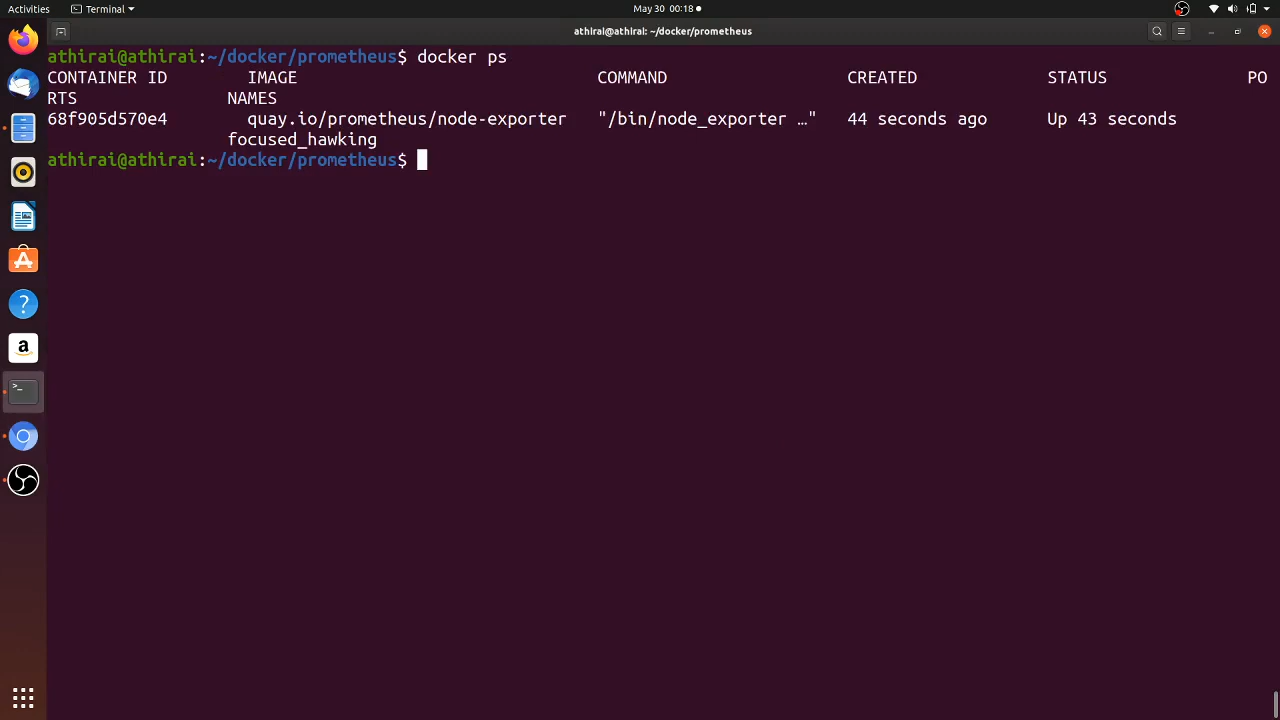 Activities Terminal May 30 00:18
athirai@athirai: ~/docker/prometheus
athirai@athirai:~/docker/prometheus$ docker ps
CONTAINER ID IMAGE COMMAND CREATED STATUS PO
RTS NAMES
68f905d570e4 quay.io/prometheus/node-exporter "/bin/node_exporter …" 44 seconds ago Up 43 seconds
focused_hawking
athirai@athirai:~/docker/prometheus$